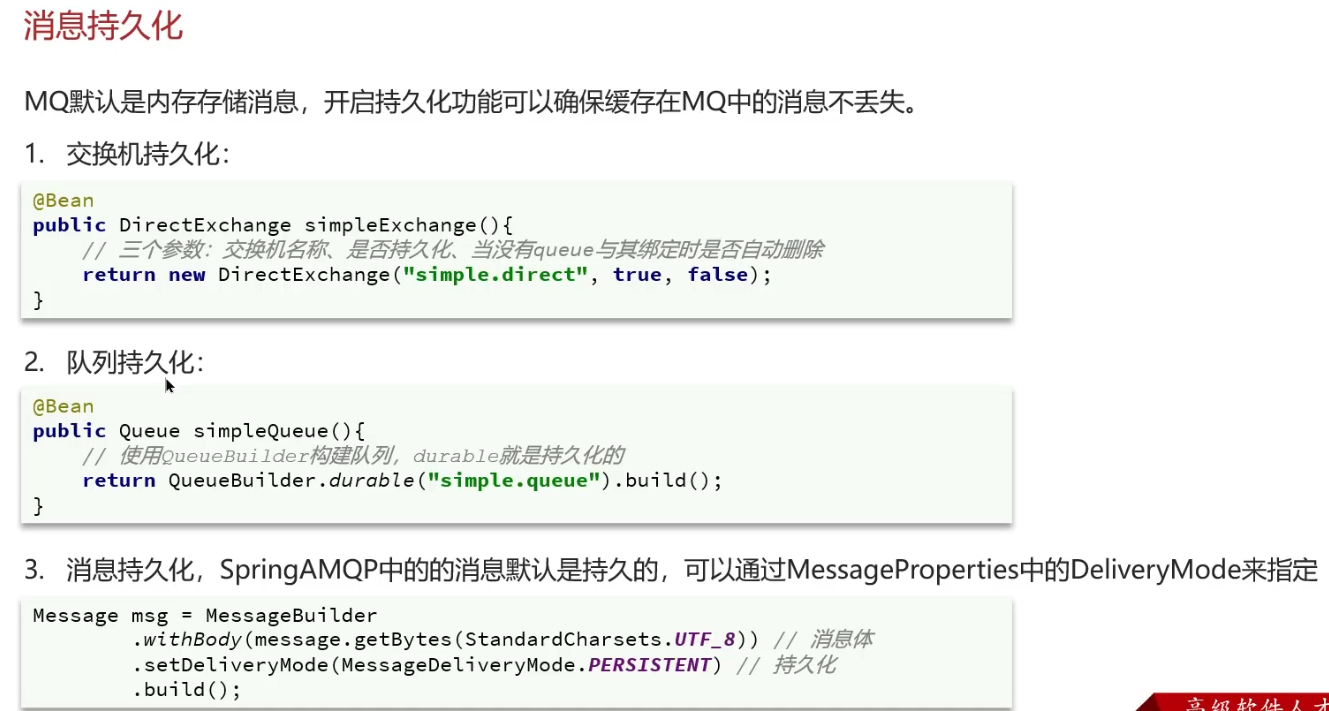 消息持久化
MQ默认是内存存储消息，开启持久化功能可以确保缓存在MQ中的消息不丢失。
1. 交换机持久化：
@Bean
public DirectExchange simpleExchange(){
    // 三个参数：交换机名称、是否持久化、当没有queue与其绑定时是否自动删除
    return new DirectExchange("simple.direct", true, false);
}
2. 队列持久化：
@Bean
public Queue simpleQueue(){
    // 使用QueueBuilder构建队列，durable就是持久化的
    return QueueBuilder.durable("simple.queue").build();
}
3. 消息持久化，SpringAMQP中的的消息默认是持久的，可以通过MessageProperties中的DeliveryMode来指定
Message msg = MessageBuilder
        .withBody(message.getBytes(StandardCharsets.UTF_8)) // 消息体
        .setDeliveryMode(MessageDeliveryMode.PERSISTENT) // 持久化
        .build();
高级软件人才